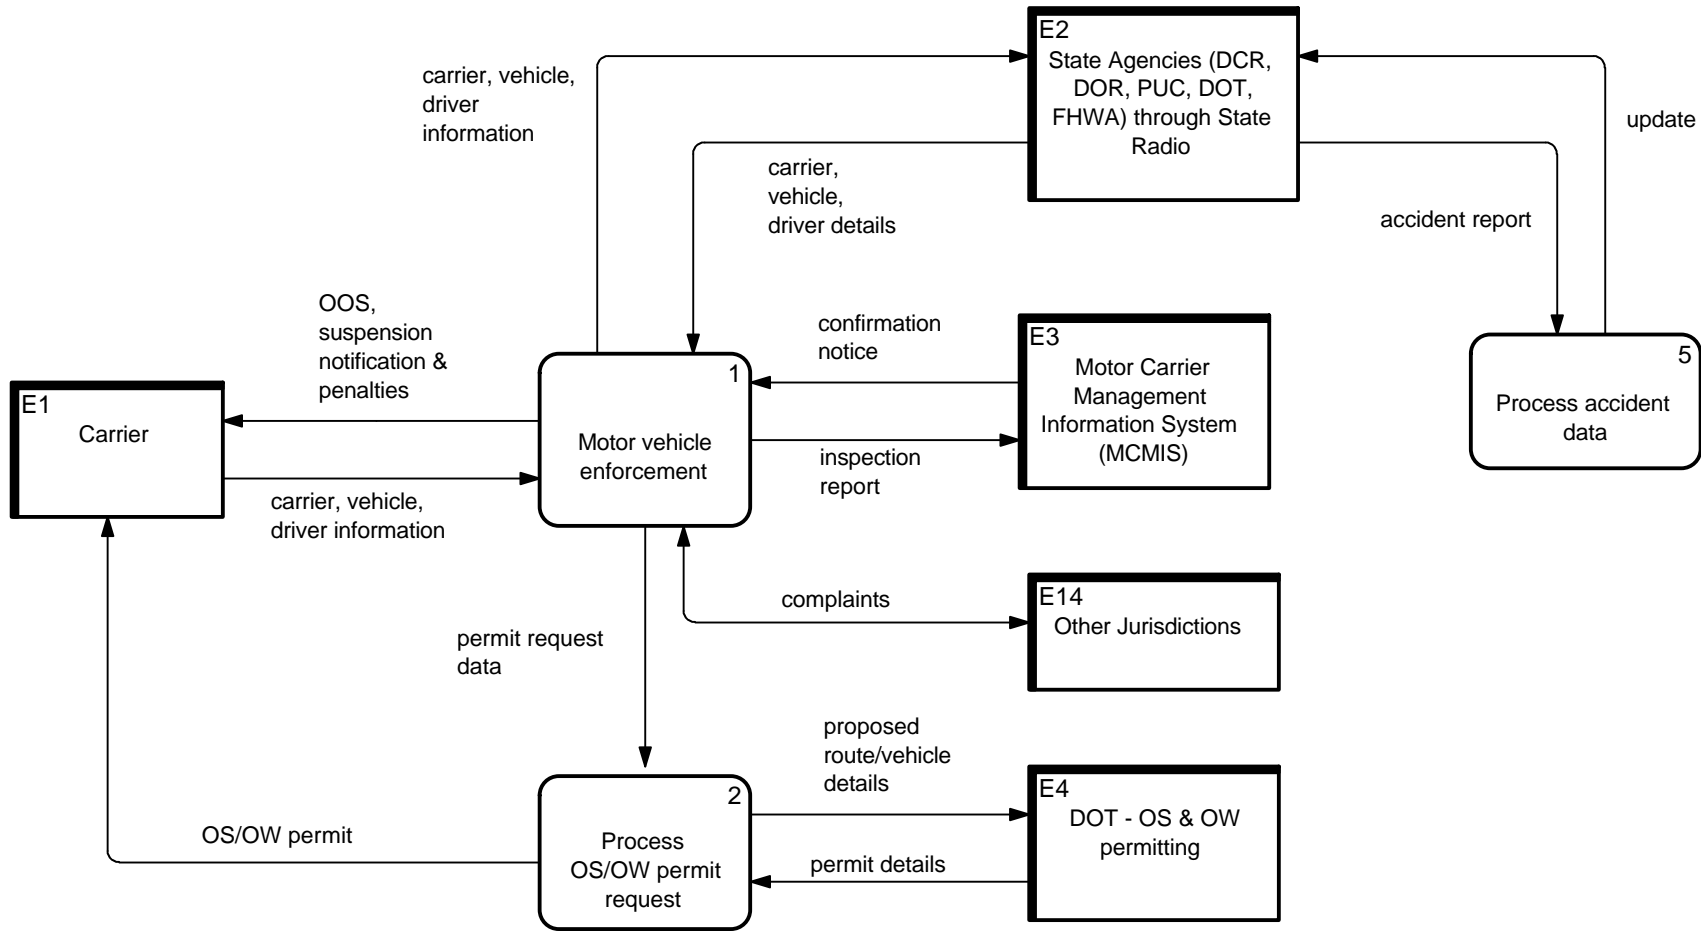 E2
State Agencies (DCR,
DOR, PUC, DOT,
FHWA) through State
Radio
carrier, vehicle,
driver
information
update
carrier,
vehicle,
driver details
accident report
OOS,
suspension
notification &
penalties
confirmation
notice
E3
Motor Carrier
Management
Information System
(MCMIS)
5
Process accident
data
1
Motor vehicle
enforcement
E1
Carrier
inspection
report
carrier, vehicle,
driver information
complaints
E14
Other Jurisdictions
permit request
data
proposed
route/vehicle
details
2
Process
OS/OW permit
request
E4
DOT - OS & OW
permitting
OS/OW permit
permit details